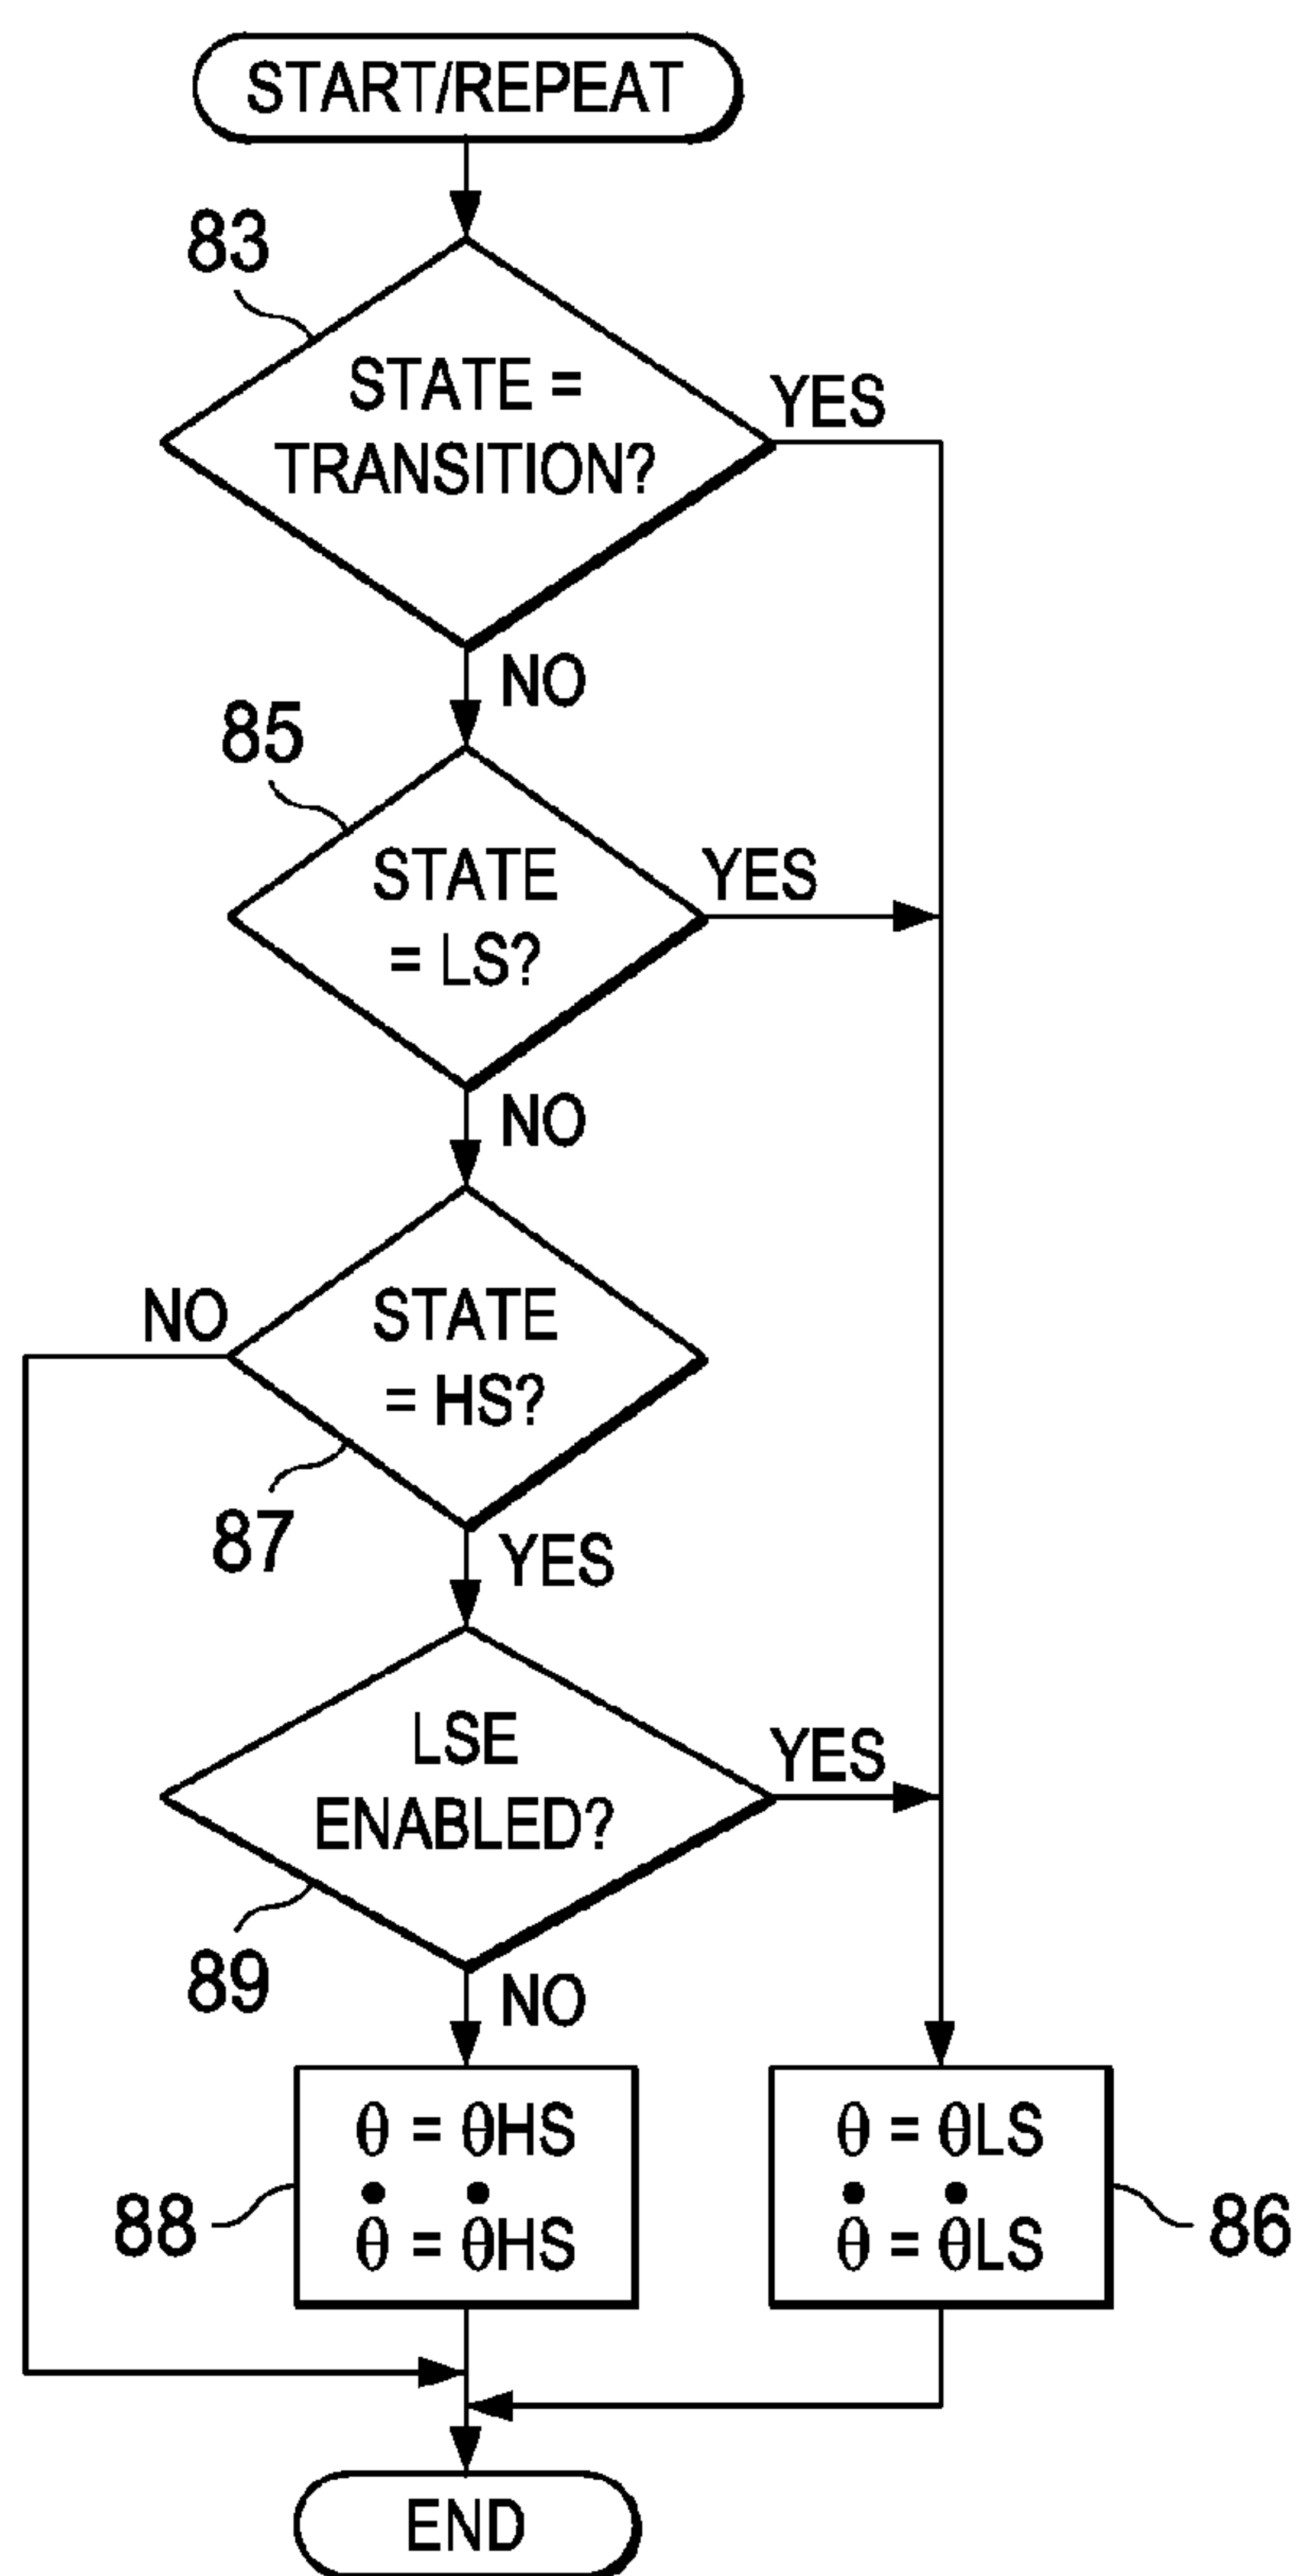 START/REPEAT
83
STATE =
TRANSITION?
YES
NO
85
STATE
= LS?
YES
NO
NO
STATE
= HS?
87
YES
LSE
ENABLED?
YES
89
NO
θ = θHS
θ̇ = θ̇HS
88
θ = θLS
θ̇ = θ̇LS
86
END